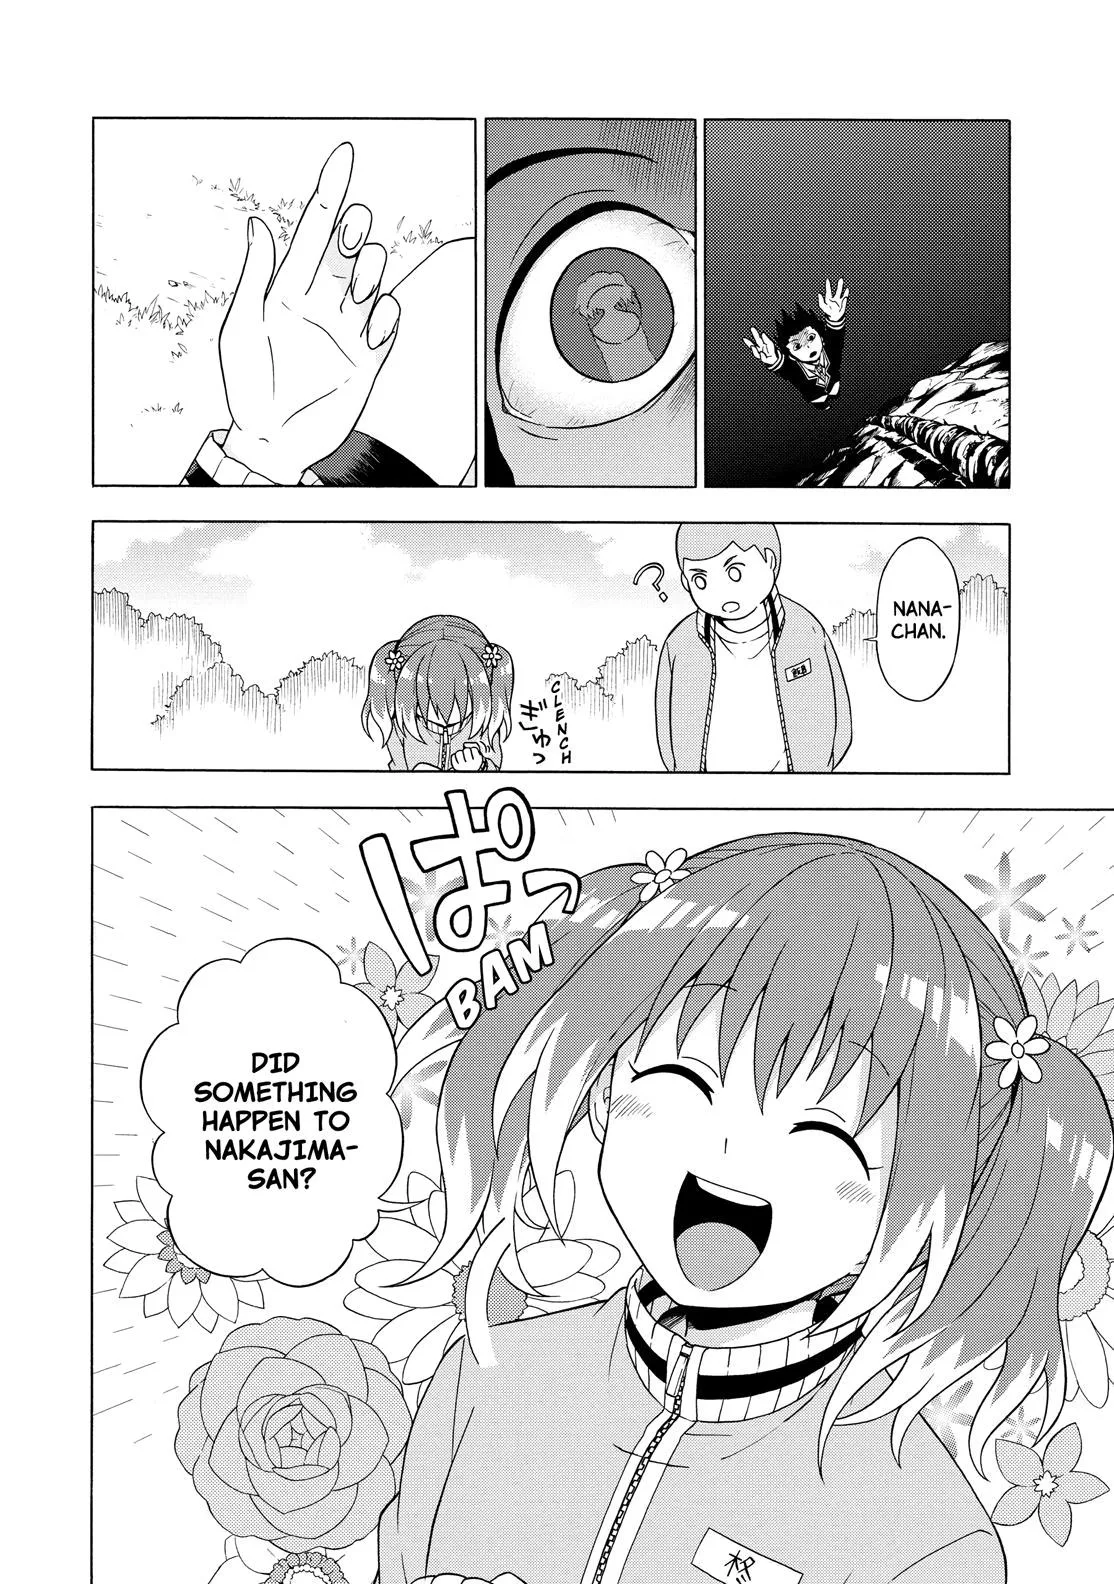 NANA-
CHAN.
?
CLENCH
ぎゅっ
ぱっ
BAM
DID
SOMETHING
HAPPEN TO
NAKAJIMA-
SAN?